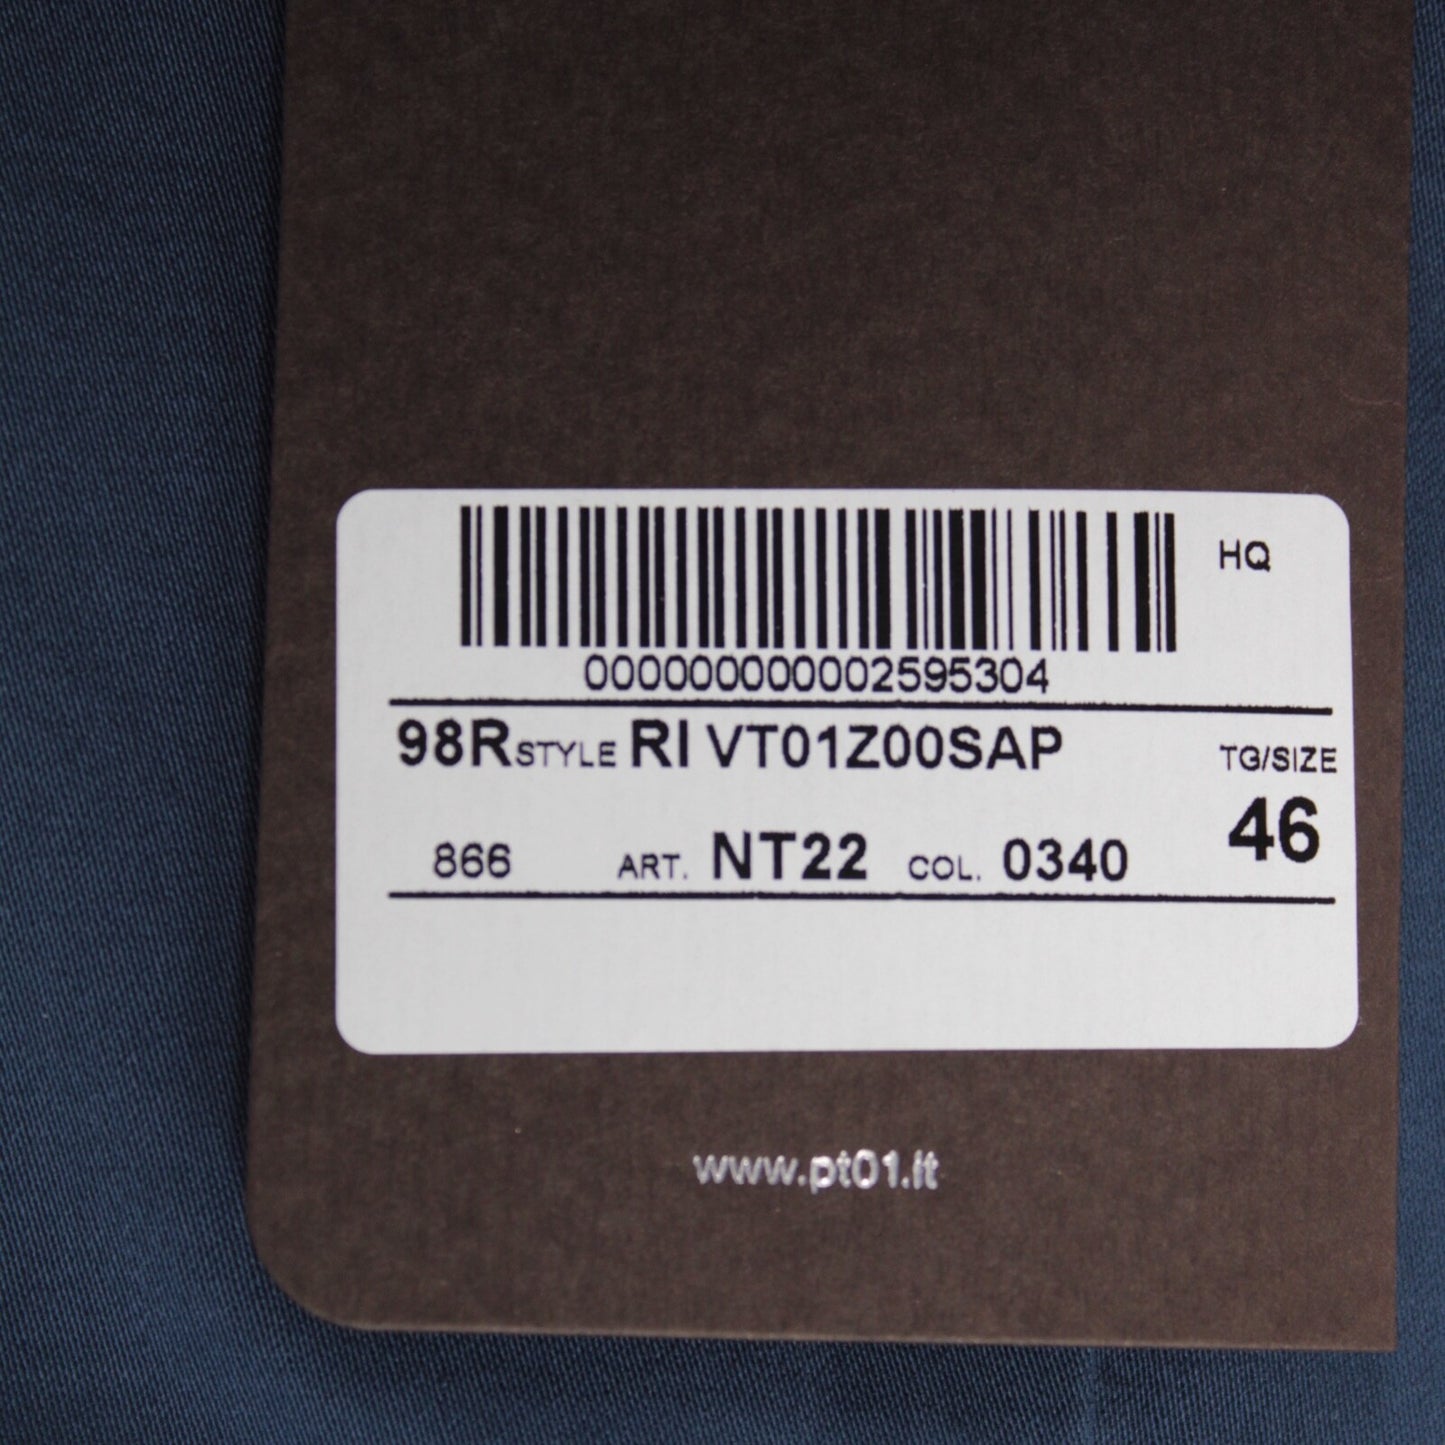 HQ
000000000002595304
98R STYLE RI VT01Z00SAP TG/SIZE
866 ART. NT22 COL. 0340 46
www.pt01.it